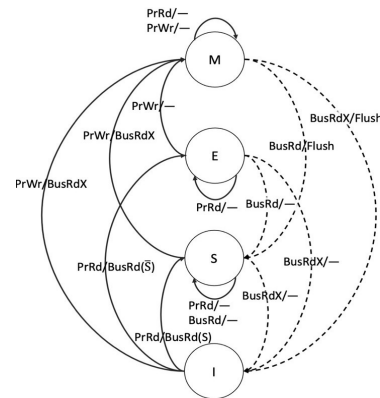 PrRd/—
PrWr/—
M
PrWr/—
BusRdX/Flush
PrWr/BusRdX
BusRd/Flush
E
PrWr/BusRdX
PrRd/—
BusRd/—
S
PrRd/BusRd(S̅)
BusRdX/—
PrRd/—
BusRd/—
BusRdX/—
PrRd/BusRd(S)
I